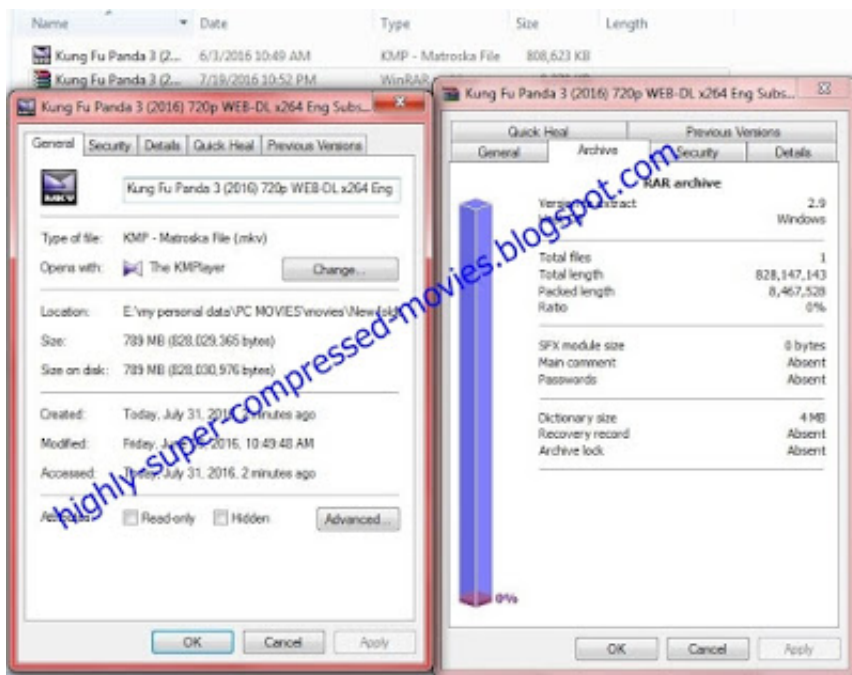 Name Date Type Size Length
Kung Fu Panda 3 (2... 6/3/2016 10:49 AM KMP - Matroska File 808,623 KB
Kung Fu Panda 3 (2... 7/19/2016 10:52 PM WinRAR
Kung Fu Panda 3 (2016) 720p WEB-DL x264 Eng Subs...
General Security Details Quick Heal Previous Versions
MKV
Kung Fu Panda 3 (2016) 720p WEB-DL x264 Eng
Type of file: KMP - Matroska File (.mkv)
Opens with: The KMPlayer Change...
Location: E:\my personal data\PC MOVIES\movies\New
Size: 789 MB (828,029,365 bytes)
Size on disk: 789 MB (828,030,976 bytes)
Created: Today, July 31, 2016, 2 minutes ago
Modified: Friday, 2016, 10:49:48 AM
Accessed: Today, July 31, 2016, 2 minutes ago
Read-only Hidden Advanced...
OK Cancel Apply
Kung Fu Panda 3 (2016) 720p WEB-DL x264 Eng Subs...
Quick Heal Previous Versions
General Archive Security Details
RAR archive
2.9
Windows
Total files 1
Total length 828,147,143
Packed length 8,467,528
Ratio 0%
SFX module size 0 bytes
Main comment Absent
Passwords Absent
Dictionary size 4 MB
Recovery record Absent
Archive lock Absent
0%
OK Cancel Apply
highly-super-compressed-movies.blogspot.com